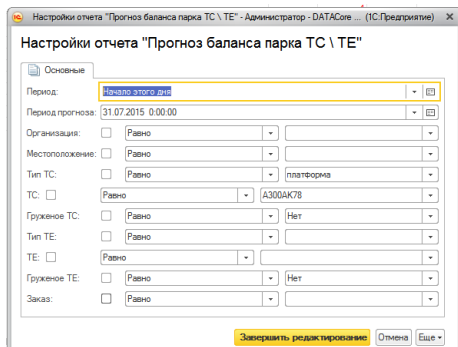 Настройки отчета "Прогноз баланса парка ТС \ ТЕ" - Администратор - DATACore ... (1С:Предприятие)
Настройки отчета "Прогноз баланса парка ТС \ ТЕ"
Основные
Период: Начало этого дня
Период прогноза: 31.07.2015 0:00:00
Организация: Равно
Местоположение: Равно
Тип ТС: Равно платформа
ТС: Равно А300АК78
Груженое ТС: Равно Нет
Тип ТЕ: Равно
ТЕ: Равно
Груженое ТЕ: Равно Нет
Заказ: Равно
Завершить редактирование Отмена Еще